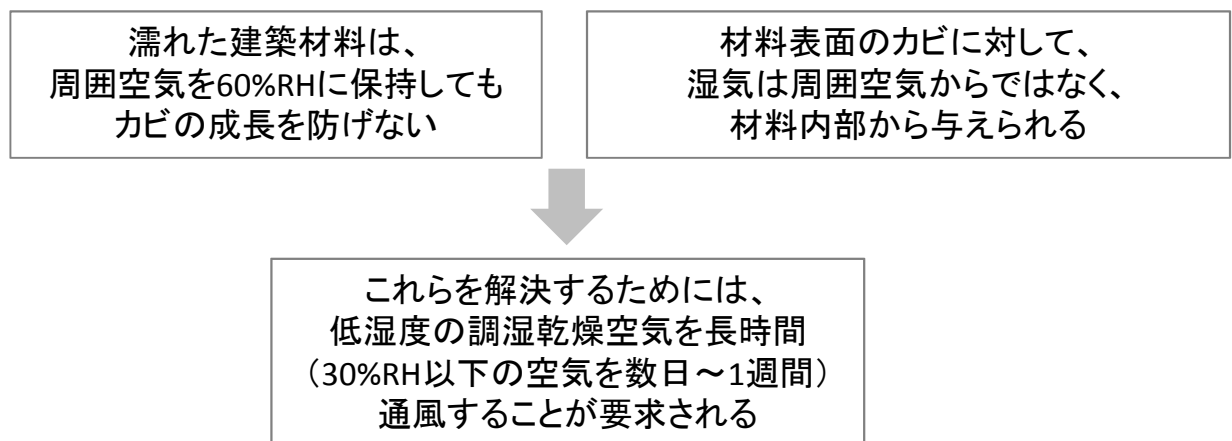 濡れた建築材料は、
周囲空気を60%RHに保持しても
カビの成長を防げない
材料表面のカビに対して、
湿気は周囲空気からではなく、
材料内部から与えられる
これらを解決するためには、
低湿度の調湿乾燥空気を長時間
（30%RH以下の空気を数日～1週間）
通風することが要求される